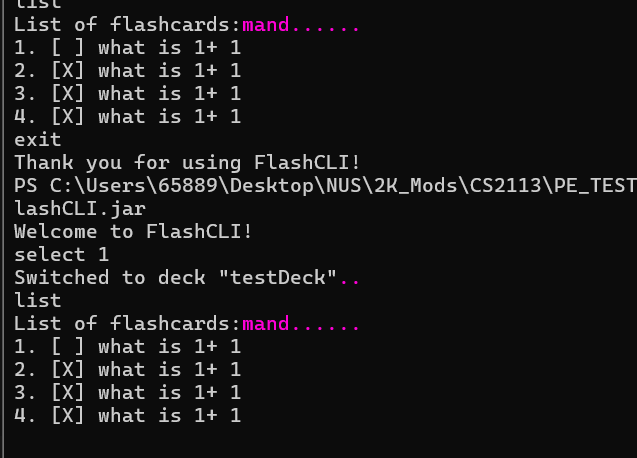 list
List of flashcards:mand......
1. [ ] what is 1+ 1
2. [X] what is 1+ 1
3. [X] what is 1+ 1
4. [X] what is 1+ 1
exit
Thank you for using FlashCLI!
PS C:\Users\65889\Desktop\NUS\2K_Mods\CS2113\PE_TEST
lashCLI.jar
Welcome to FlashCLI!
select 1
Switched to deck "testDeck"..
list
List of flashcards:mand......
1. [ ] what is 1+ 1
2. [X] what is 1+ 1
3. [X] what is 1+ 1
4. [X] what is 1+ 1